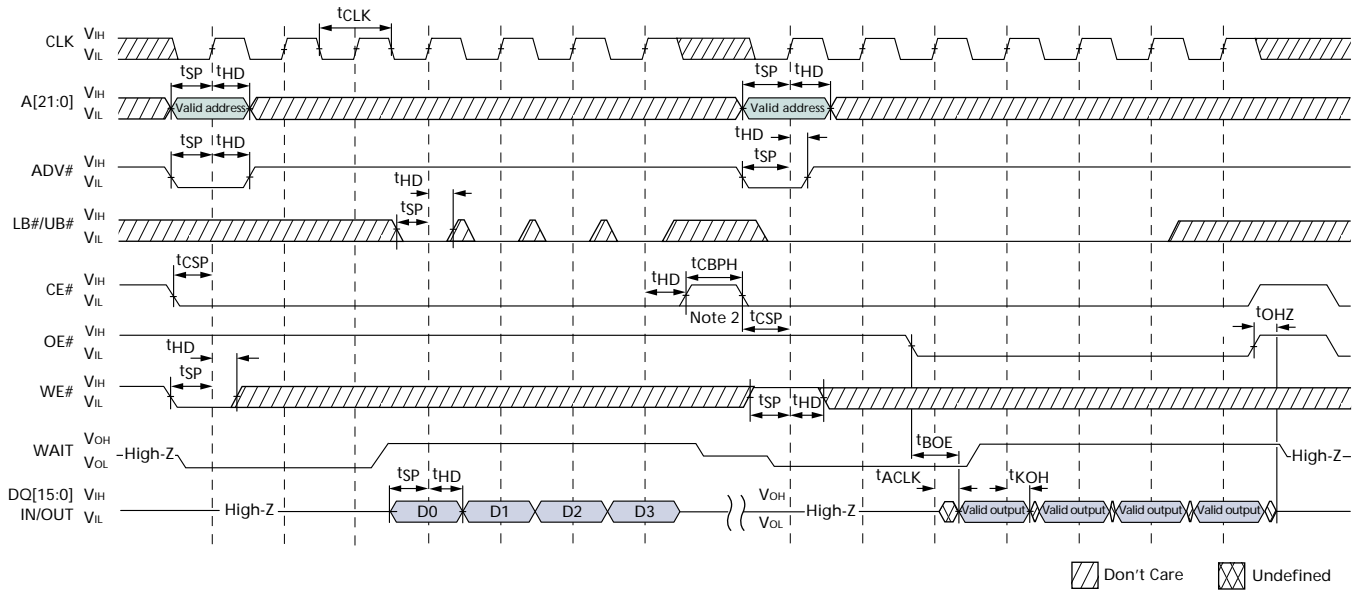 tCLK
CLK VIH
VIL
tSP tHD tSP tHD
A[21:0] VIH
VIL
Valid address Valid address
tSP tHD tHD
ADV# VIH
VIL
tSP
tHD
LB#/UB# VIH
VIL
tSP
tCSP tCBPH
CE# VIH
VIL
tHD
Note 2 tCSP
OE# VIH
VIL
tOHZ
tHD
WE# VIH
VIL
tSP
tSP tHD
WAIT VOH
VOL
High-Z tBOE High-Z
tSP tHD tACLK tKOH
DQ[15:0] VIH
IN/OUT VIL
High-Z D0 D1 D2 D3 VOH
VOL
High-Z Valid output Valid output Valid output Valid output
Don't Care Undefined